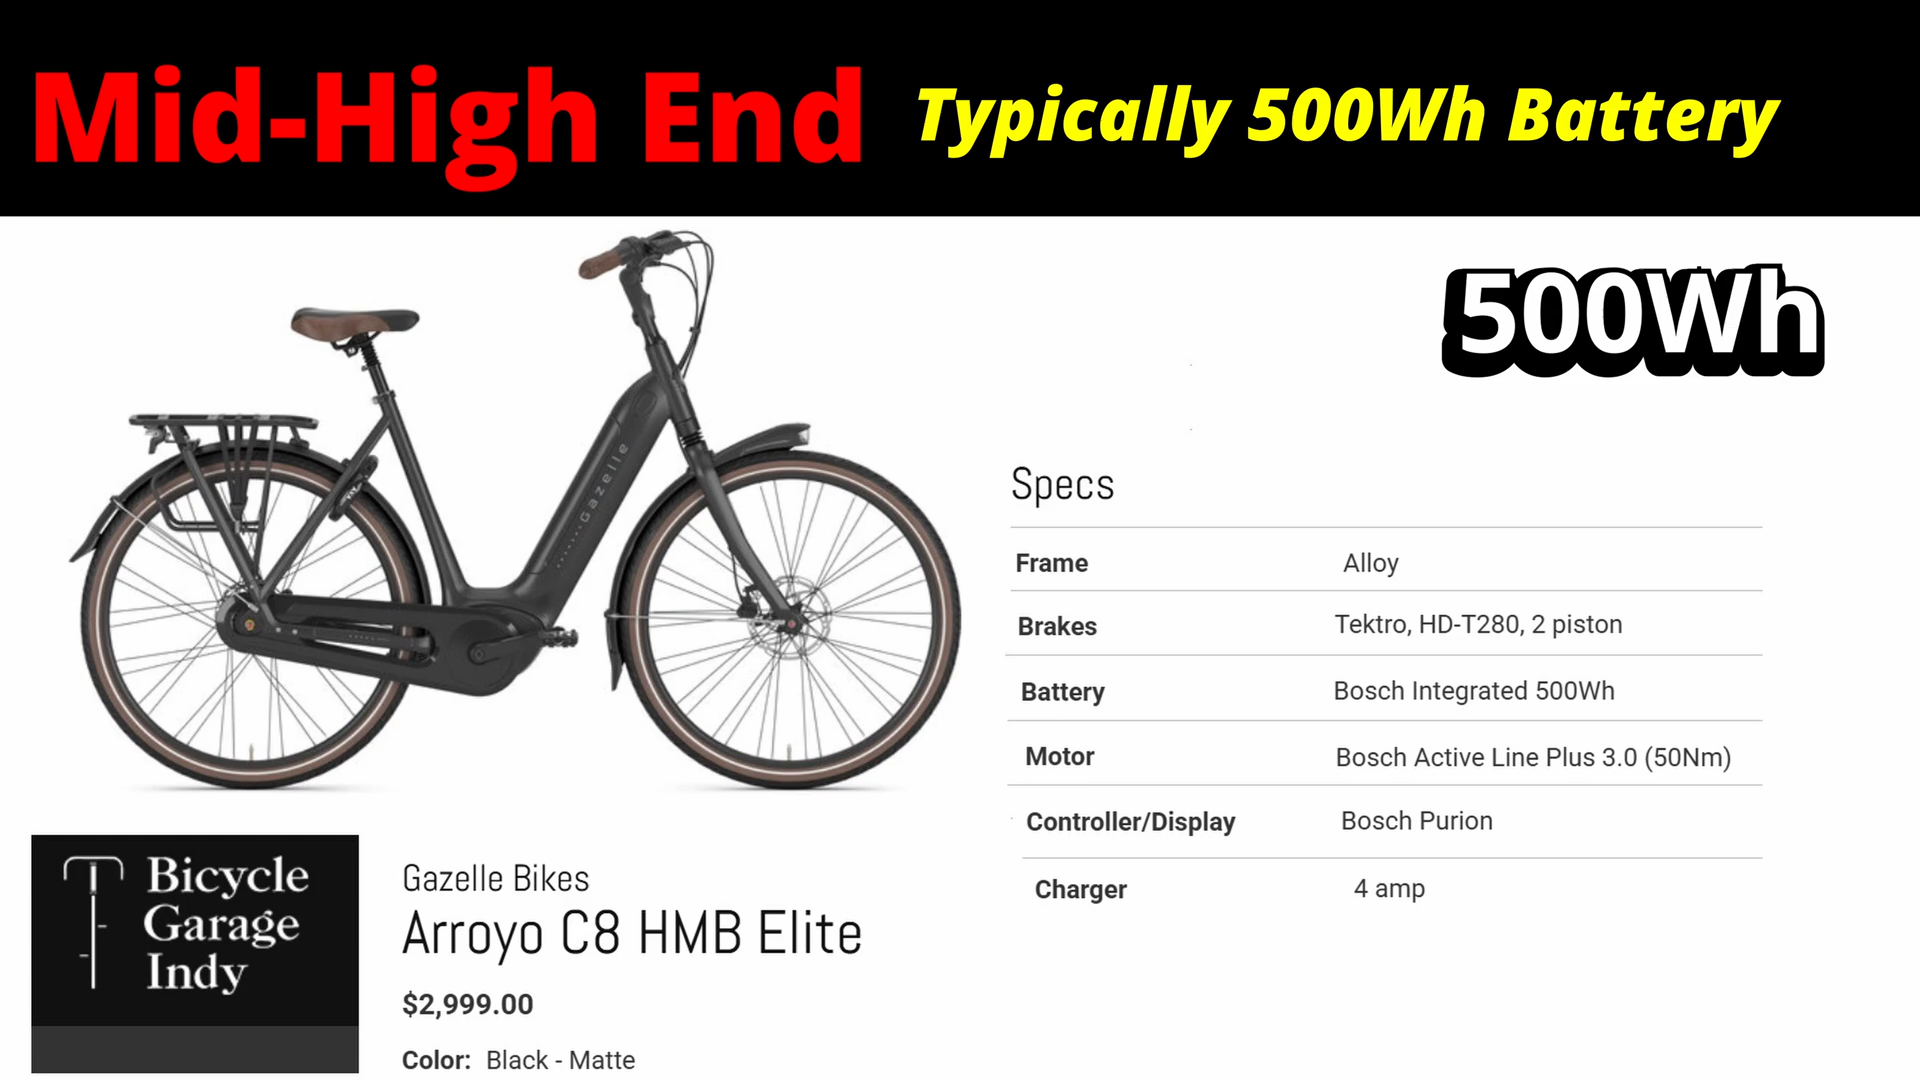 Mid-High End
Typically 500Wh Battery
500Wh
Gazelle
Specs
Frame Alloy
Brakes Tektro, HD-T280, 2 piston
Battery Bosch Integrated 500Wh
Motor Bosch Active Line Plus 3.0 (50Nm)
Controller/Display Bosch Purion
Charger 4 amp
Bicycle
Garage
Indy
Gazelle Bikes
Arroyo C8 HMB Elite
$2,999.00
Color: Black - Matte